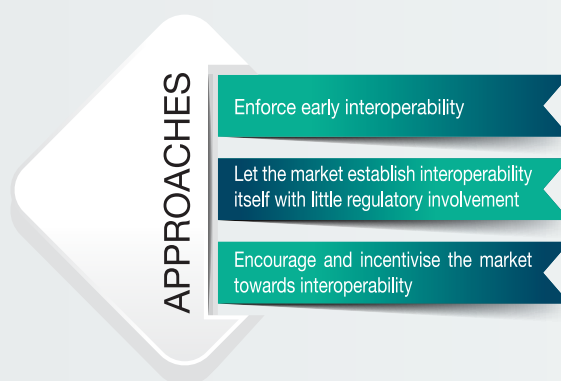 APPROACHES
Enforce early interoperability
Let the market establish interoperability
itself with little regulatory involvement
Encourage and incentivise the market
towards interoperability